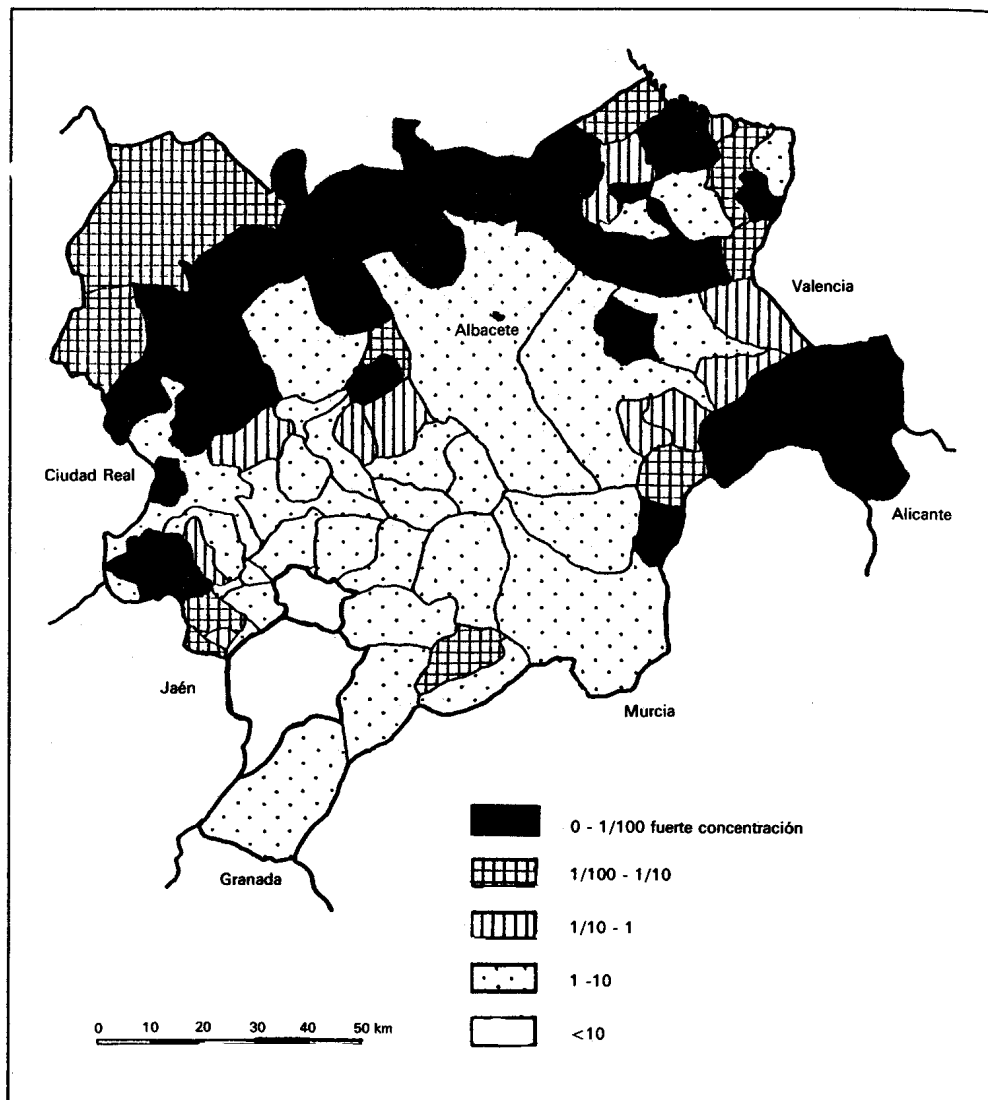 Valencia
Albacete
Ciudad Real
Alicante
Jaén
Murcia
Granada
0 - 1/100 fuerte concentración
1/100 - 1/10
1/10 - 1
1 -10
<10
0 10 20 30 40 50 km